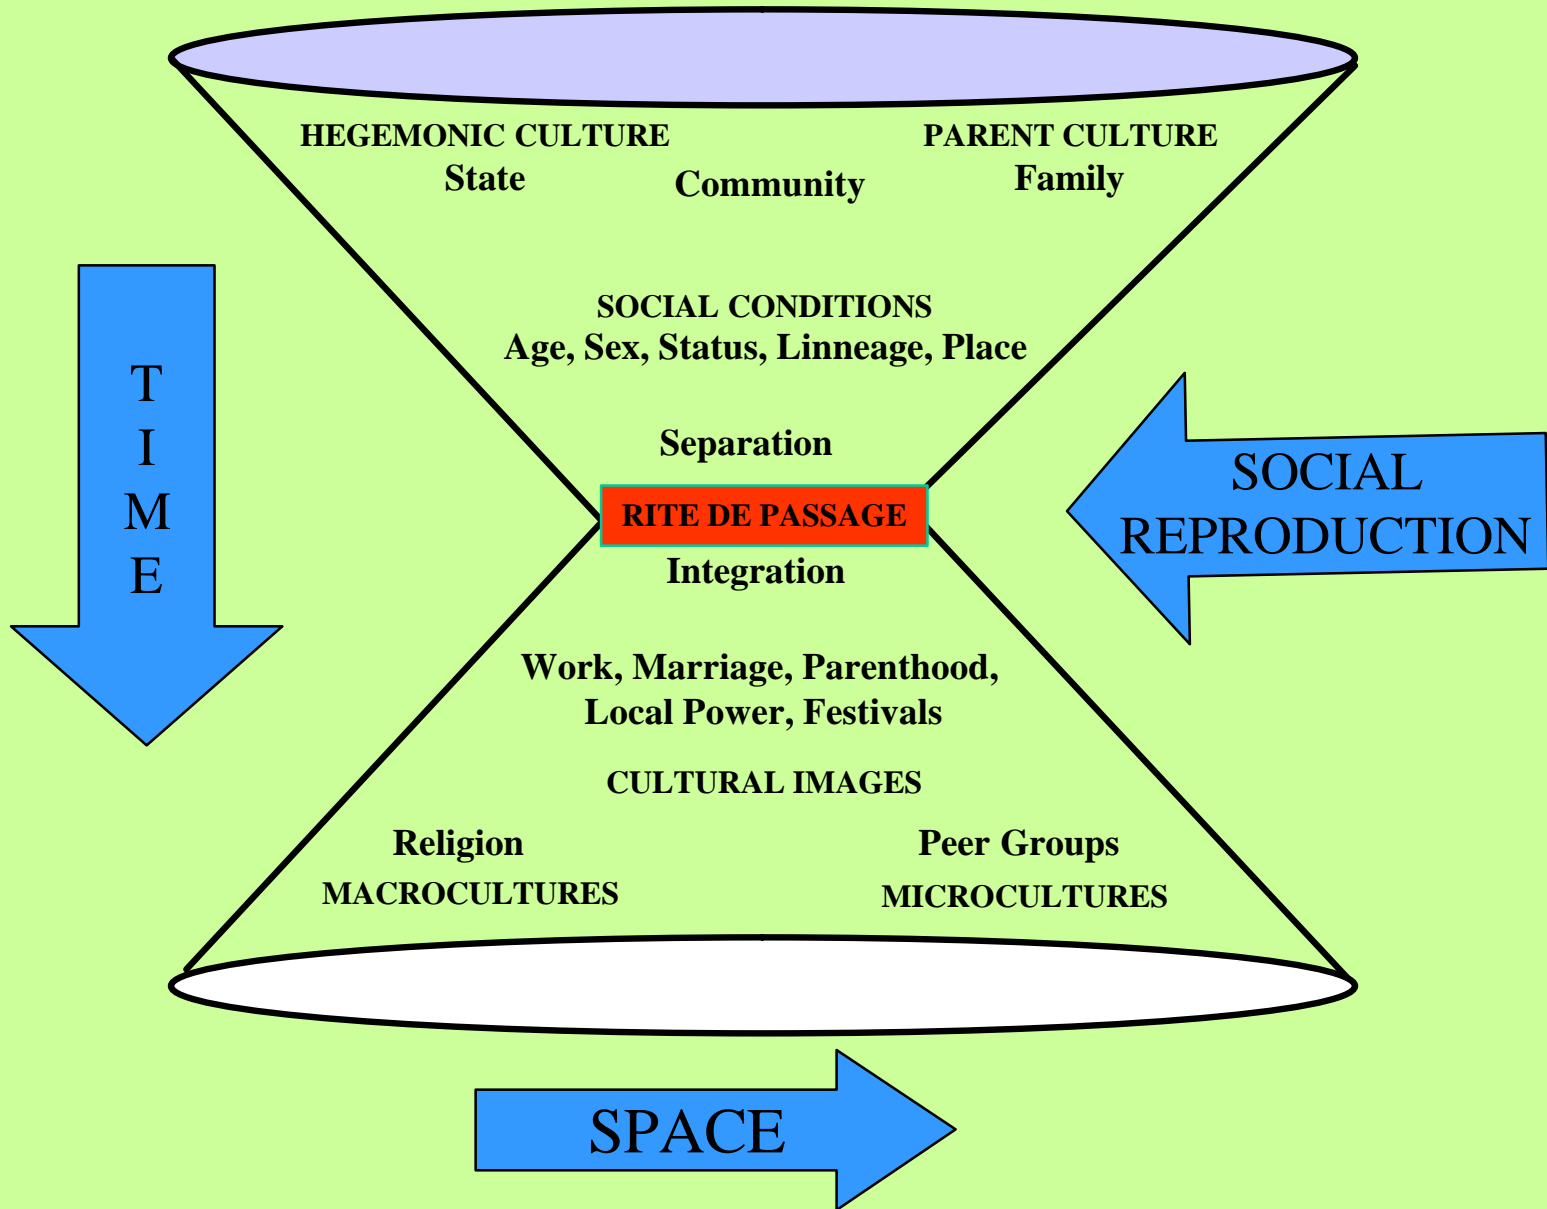 HEGEMONIC CULTURE
State
Community
PARENT CULTURE
Family
SOCIAL CONDITIONS
Age, Sex, Status, Linneage, Place
T
I
M
E
Separation
RITE DE PASSAGE
SOCIAL
REPRODUCTION
Integration
Work, Marriage, Parenthood,
Local Power, Festivals
CULTURAL IMAGES
Religion
MACROCULTURES
Peer Groups
MICROCULTURES
SPACE